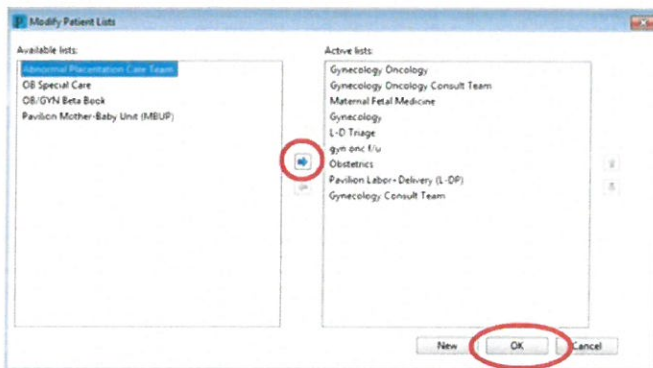 Modify Patient Lists
Available lists:
Abnormal Placentation Care Team
OB Special Care
OB/GYN Beta Book
Pavilion Mother-Baby Unit (MBUP)
Active lists:
Gynecology Oncology
Gynecology Oncology Consult Team
Maternal Fetal Medicine
Gynecology
L-D Triage
gyn onc f/u
Obstetrics
Pavilion Labor-Delivery (L-DP)
Gynecology Consult Team
New
OK
Cancel